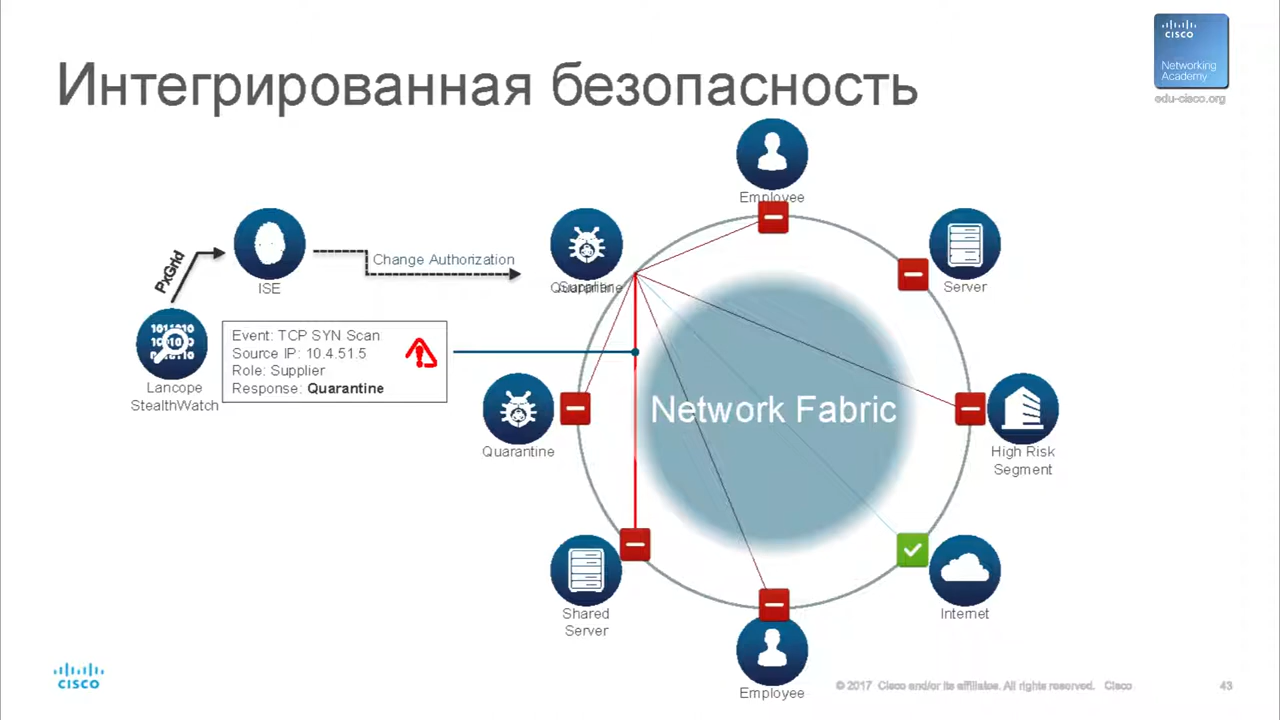 Интегрированная безопасность
CISCO
Networking
Academy
edu-cisco.org
Employee
Server
Change Authorization
PxGrid
ISE
Quarantine
Supplier
Event: TCP SYN Scan
Source IP: 10.4.51.5
Role: Supplier
Response: Quarantine
Lancope
StealthWatch
Network Fabric
Quarantine
High Risk
Segment
Shared
Server
Internet
Employee
CISCO
© 2017 Cisco and/or its affiliates. All rights reserved. Cisco
43